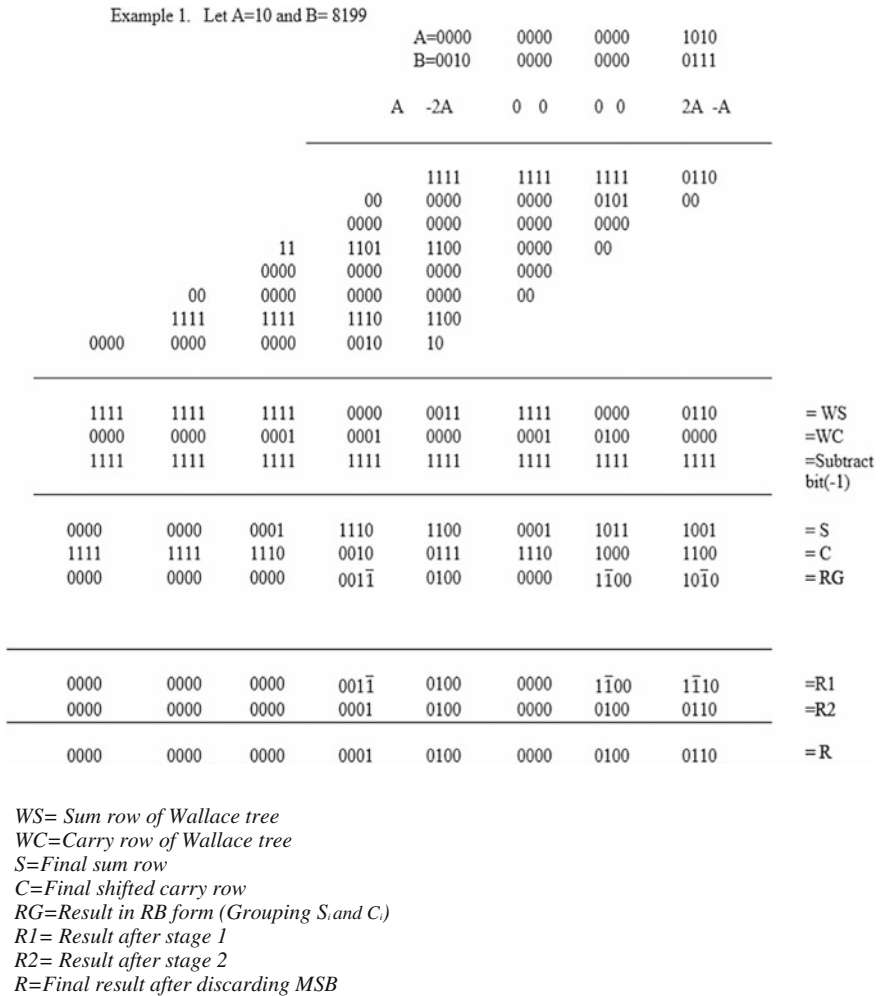 Example 1. Let A=10 and B= 8199
A=0000 0000 0000 1010
B=0010 0000 0000 0111
A -2A 0 0 0 0 2A -A
1111 1111 1111 0110
00 0000 0000 0101 00
0000 0000 0000 0000
11 1101 1100 0000 00
0000 0000 0000 0000
00 0000 0000 0000 00
1111 1111 1110 1100
0000 0000 0000 0010 10
1111 1111 1111 0000 0011 1111 0000 0110 = WS
0000 0000 0001 0001 0000 0001 0100 0000 =WC
1111 1111 1111 1111 1111 1111 1111 1111 =Subtract
bit(-1)
0000 0000 0001 1110 1100 0001 1011 1001 = S
1111 1111 1110 0010 0111 1110 1000 1100 = C
0000 0000 0000 0011̅ 0100 0000 11̅00 101̅0 = RG
0000 0000 0000 0011̅ 0100 0000 11̅00 11̅10 =R1
0000 0000 0000 0001 0100 0000 0100 0110 =R2
0000 0000 0000 0001 0100 0000 0100 0110 = R
WS= Sum row of Wallace tree
WC=Carry row of Wallace tree
S=Final sum row
C=Final shifted carry row
RG=Result in RB form (Grouping Sᵢ and Cᵢ)
R1= Result after stage 1
R2= Result after stage 2
R=Final result after discarding MSB